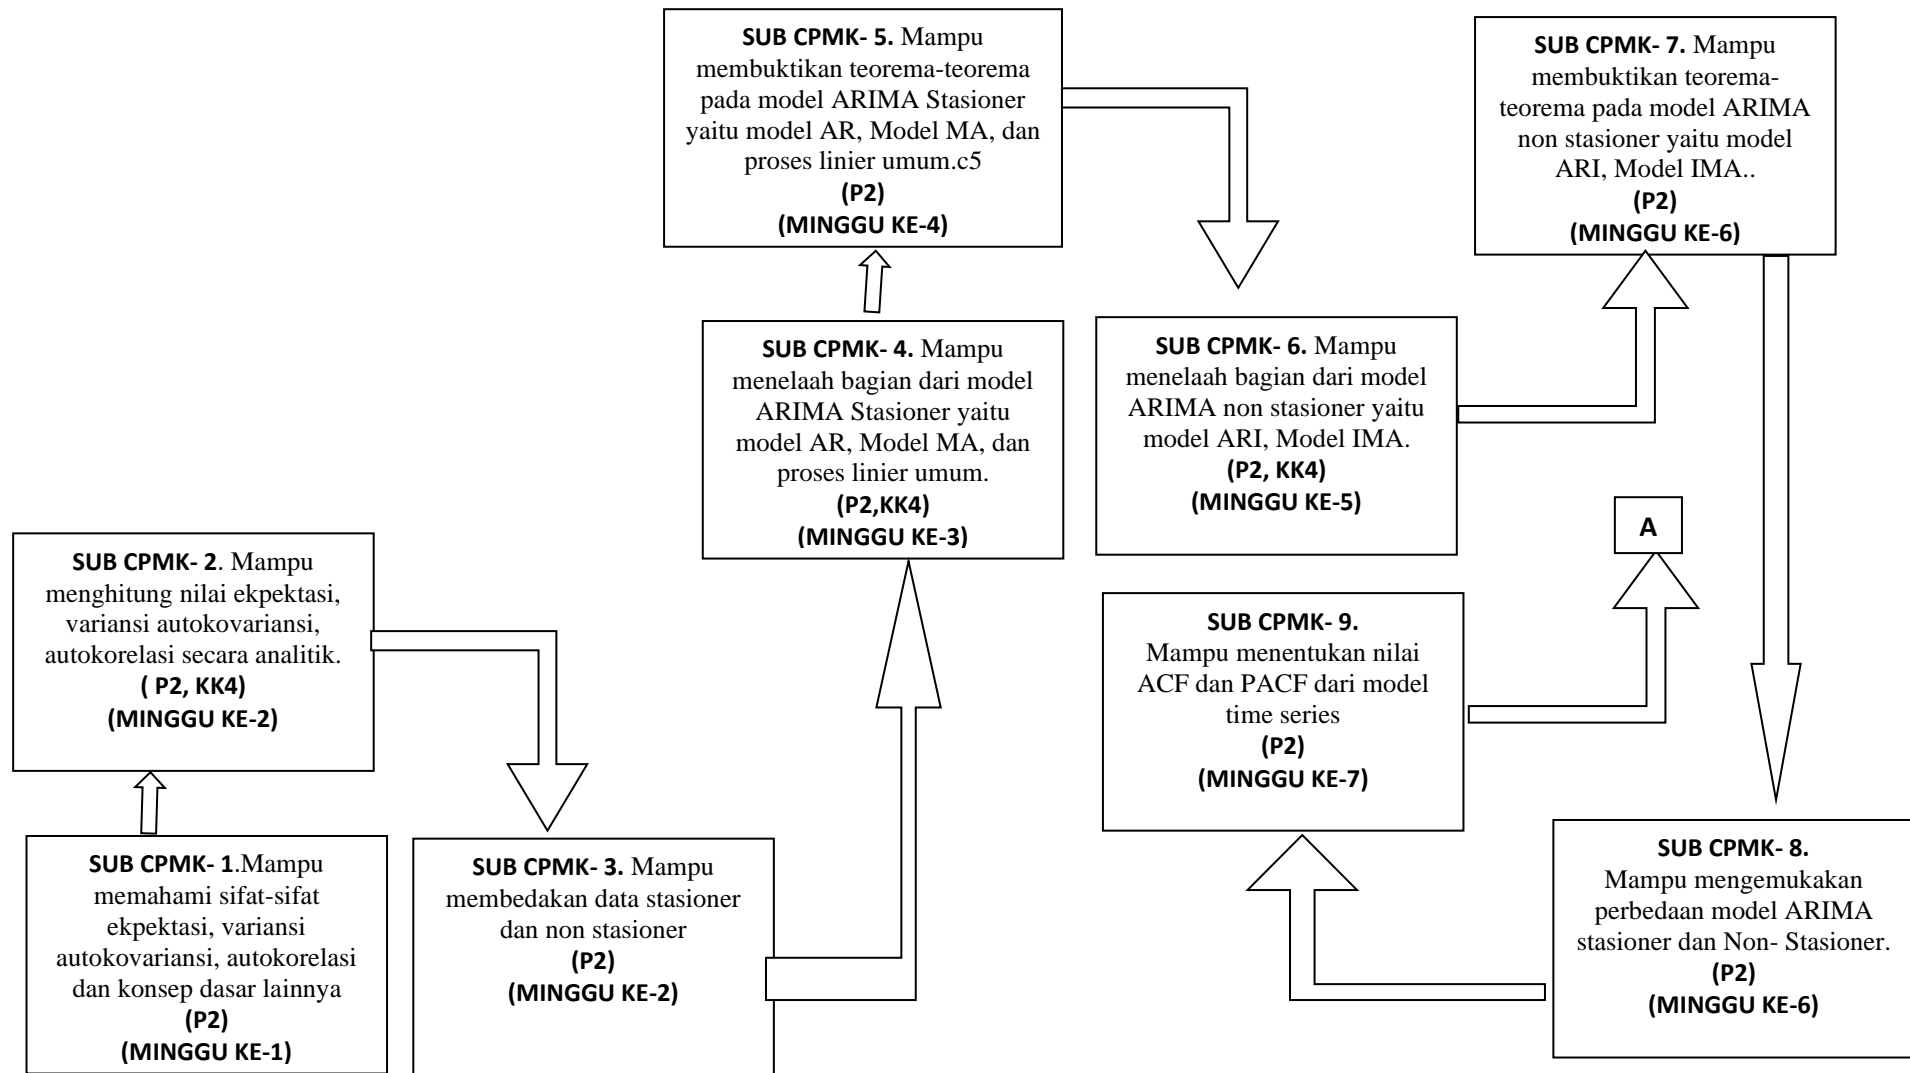 SUB CPMK- 5. Mampu
membuktikan teorema-teorema
pada model ARIMA Stasioner
yaitu model AR, Model MA, dan
proses linier umum.c5
(P2)
(MINGGU KE-4)
SUB CPMK- 7. Mampu
membuktikan teorema-
teorema pada model ARIMA
non stasioner yaitu model
ARI, Model IMA..
(P2)
(MINGGU KE-6)
SUB CPMK- 4. Mampu
menelaah bagian dari model
ARIMA Stasioner yaitu
model AR, Model MA, dan
proses linier umum.
(P2,KK4)
(MINGGU KE-3)
SUB CPMK- 6. Mampu
menelaah bagian dari model
ARIMA non stasioner yaitu
model ARI, Model IMA.
(P2, KK4)
(MINGGU KE-5)
A
SUB CPMK- 2. Mampu
menghitung nilai ekpektasi,
variansi autokovariansi,
autokorelasi secara analitik.
( P2, KK4)
(MINGGU KE-2)
SUB CPMK- 9.
Mampu menentukan nilai
ACF dan PACF dari model
time series
(P2)
(MINGGU KE-7)
SUB CPMK- 1.Mampu
memahami sifat-sifat
ekpektasi, variansi
autokovariansi, autokorelasi
dan konsep dasar lainnya
(P2)
(MINGGU KE-1)
SUB CPMK- 3. Mampu
membedakan data stasioner
dan non stasioner
(P2)
(MINGGU KE-2)
SUB CPMK- 8.
Mampu mengemukakan
perbedaan model ARIMA
stasioner dan Non- Stasioner.
(P2)
(MINGGU KE-6)